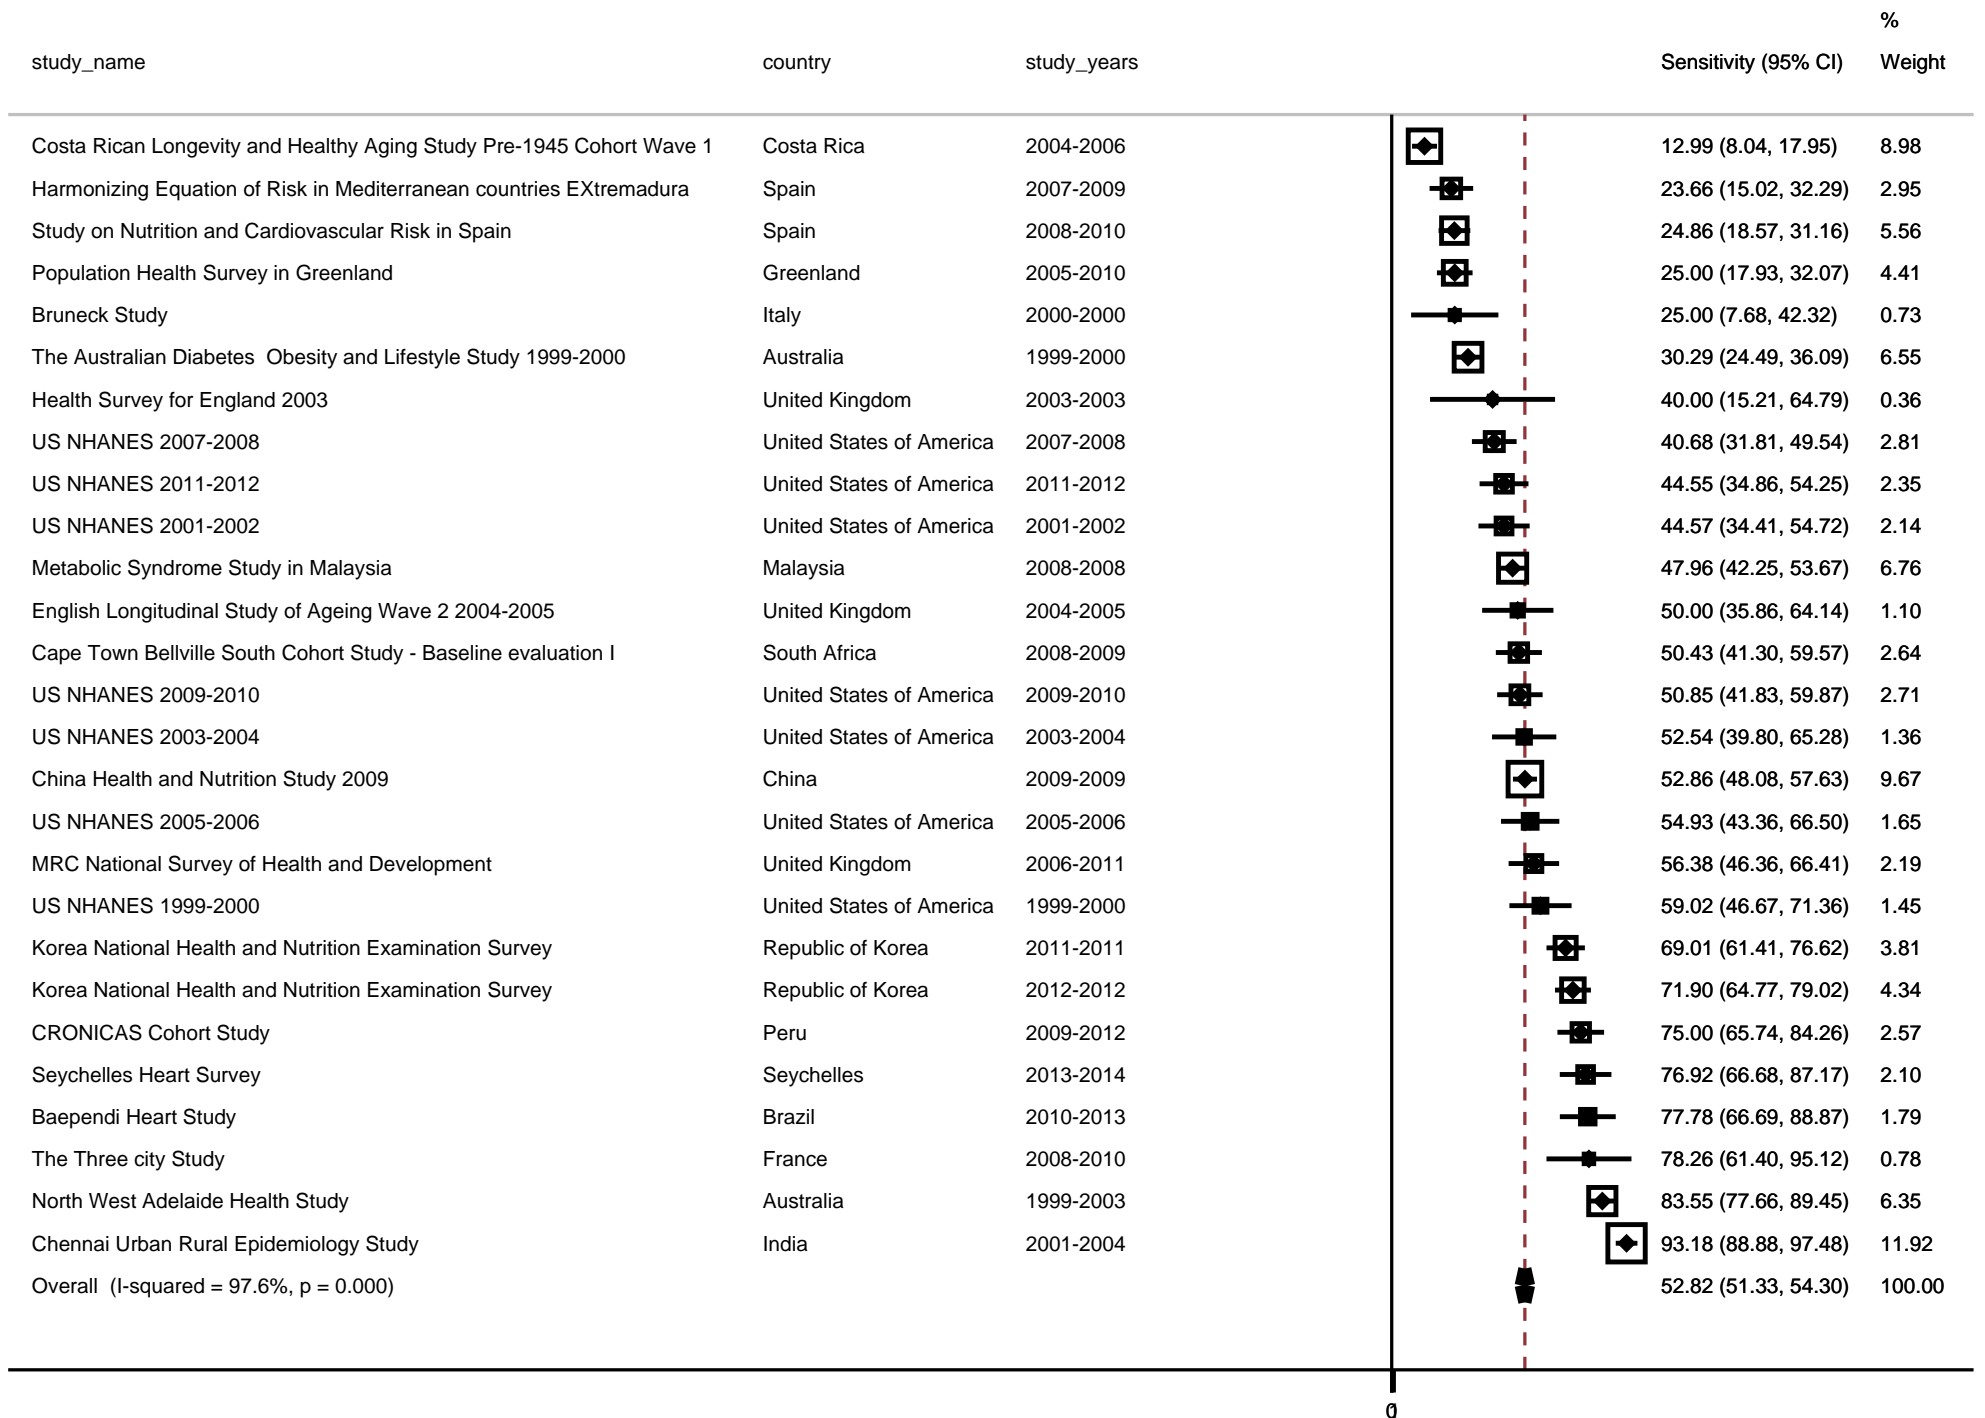 %
study_name country study_years Sensitivity (95% CI) Weight
Costa Rican Longevity and Healthy Aging Study Pre-1945 Cohort Wave 1 Costa Rica 2004-2006 12.99 (8.04, 17.95) 8.98
Harmonizing Equation of Risk in Mediterranean countries EXtremadura Spain 2007-2009 23.66 (15.02, 32.29) 2.95
Study on Nutrition and Cardiovascular Risk in Spain Spain 2008-2010 24.86 (18.57, 31.16) 5.56
Population Health Survey in Greenland Greenland 2005-2010 25.00 (17.93, 32.07) 4.41
Bruneck Study Italy 2000-2000 25.00 (7.68, 42.32) 0.73
The Australian Diabetes  Obesity and Lifestyle Study 1999-2000 Australia 1999-2000 30.29 (24.49, 36.09) 6.55
Health Survey for England 2003 United Kingdom 2003-2003 40.00 (15.21, 64.79) 0.36
US NHANES 2007-2008 United States of America 2007-2008 40.68 (31.81, 49.54) 2.81
US NHANES 2011-2012 United States of America 2011-2012 44.55 (34.86, 54.25) 2.35
US NHANES 2001-2002 United States of America 2001-2002 44.57 (34.41, 54.72) 2.14
Metabolic Syndrome Study in Malaysia Malaysia 2008-2008 47.96 (42.25, 53.67) 6.76
English Longitudinal Study of Ageing Wave 2 2004-2005 United Kingdom 2004-2005 50.00 (35.86, 64.14) 1.10
Cape Town Bellville South Cohort Study - Baseline evaluation I South Africa 2008-2009 50.43 (41.30, 59.57) 2.64
US NHANES 2009-2010 United States of America 2009-2010 50.85 (41.83, 59.87) 2.71
US NHANES 2003-2004 United States of America 2003-2004 52.54 (39.80, 65.28) 1.36
China Health and Nutrition Study 2009 China 2009-2009 52.86 (48.08, 57.63) 9.67
US NHANES 2005-2006 United States of America 2005-2006 54.93 (43.36, 66.50) 1.65
MRC National Survey of Health and Development United Kingdom 2006-2011 56.38 (46.36, 66.41) 2.19
US NHANES 1999-2000 United States of America 1999-2000 59.02 (46.67, 71.36) 1.45
Korea National Health and Nutrition Examination Survey Republic of Korea 2011-2011 69.01 (61.41, 76.62) 3.81
Korea National Health and Nutrition Examination Survey Republic of Korea 2012-2012 71.90 (64.77, 79.02) 4.34
CRONICAS Cohort Study Peru 2009-2012 75.00 (65.74, 84.26) 2.57
Seychelles Heart Survey Seychelles 2013-2014 76.92 (66.68, 87.17) 2.10
Baependi Heart Study Brazil 2010-2013 77.78 (66.69, 88.87) 1.79
The Three city Study France 2008-2010 78.26 (61.40, 95.12) 0.78
North West Adelaide Health Study Australia 1999-2003 83.55 (77.66, 89.45) 6.35
Chennai Urban Rural Epidemiology Study India 2001-2004 93.18 (88.88, 97.48) 11.92
Overall  (I-squared = 97.6%, p = 0.000) 52.82 (51.33, 54.30) 100.00